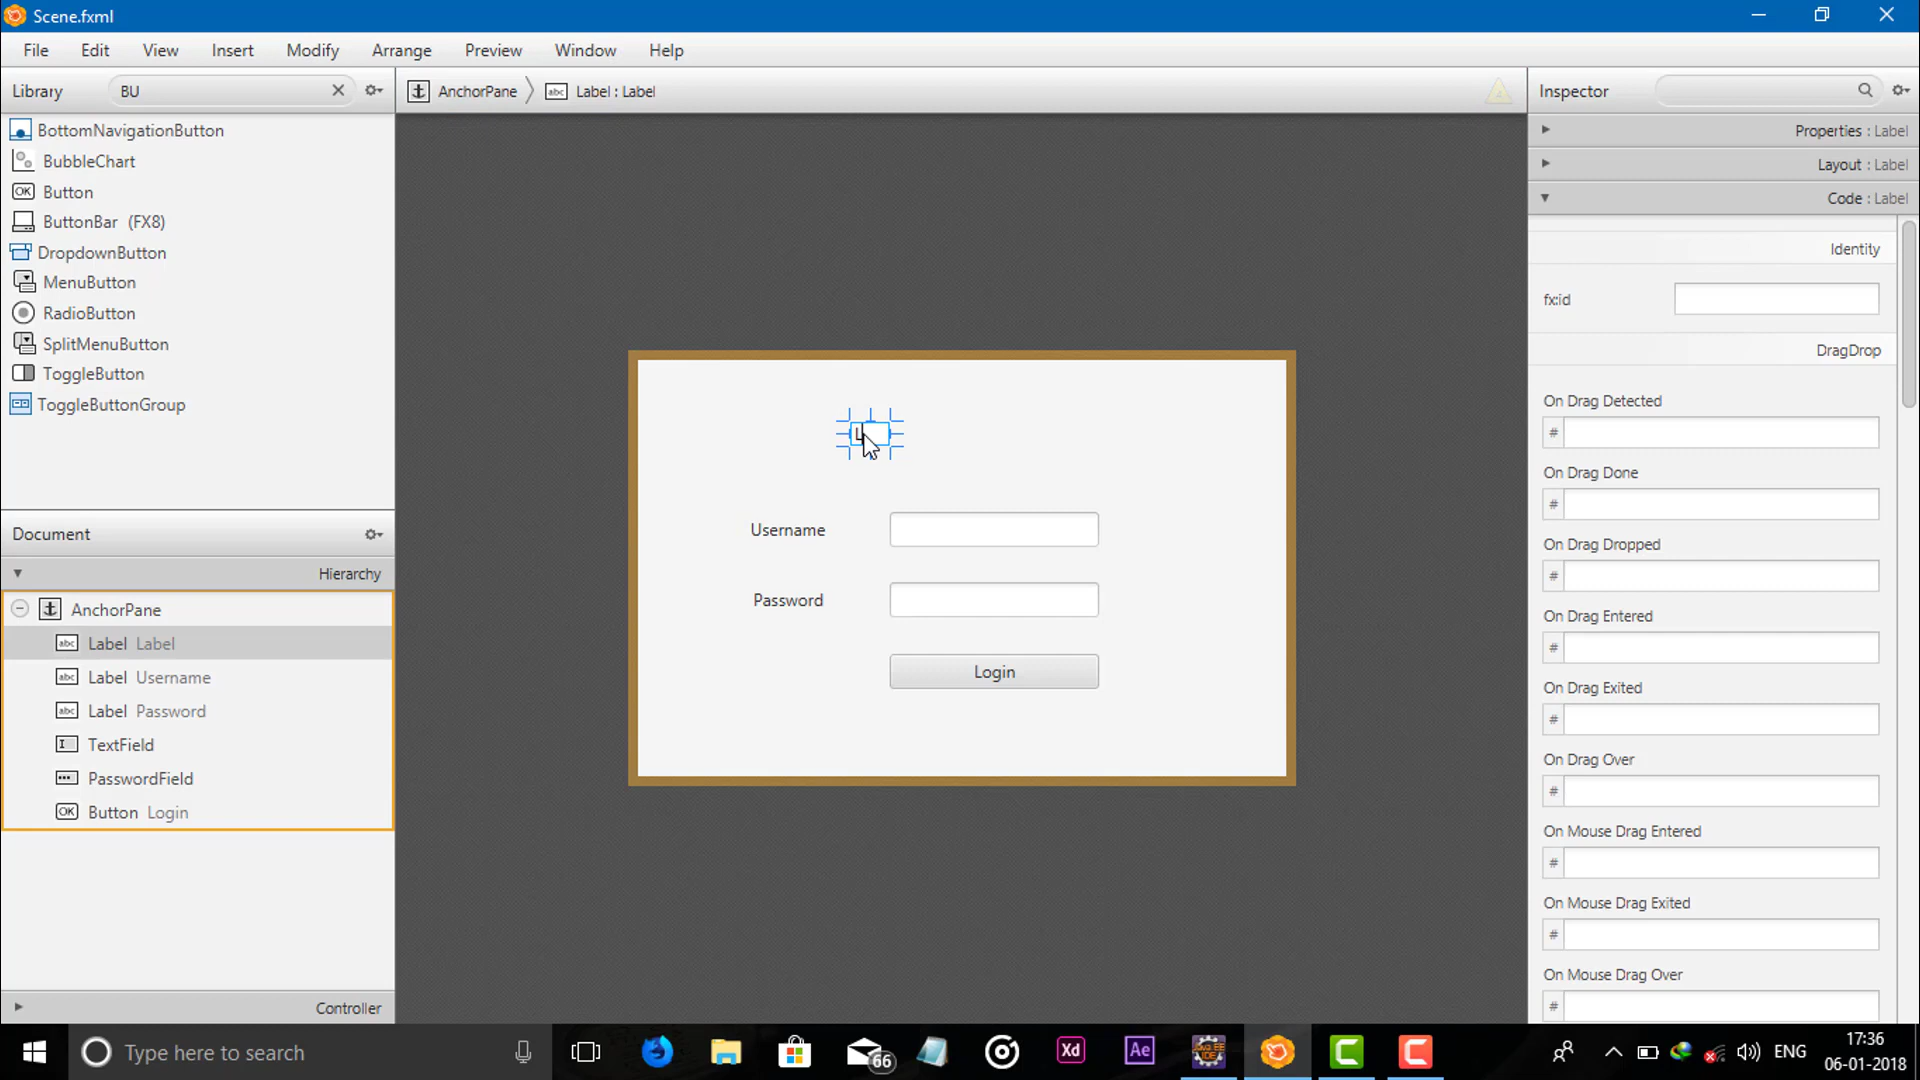 Scene.fxml
File Edit View Insert Modify Arrange Preview Window Help
Library BU
AnchorPane Label : Label
Inspector
BottomNavigationButton
BubbleChart
Button
ButtonBar (FX8)
DropdownButton
MenuButton
RadioButton
SplitMenuButton
ToggleButton
ToggleButtonGroup
Document
Hierarchy
AnchorPane
Label Label
Label Username
Label Password
TextField
PasswordField
Button Login
Controller
L
Username
Password
Login
Properties : Label
Layout : Label
Code : Label
Identity
fx:id
DragDrop
On Drag Detected
#
On Drag Done
#
On Drag Dropped
#
On Drag Entered
#
On Drag Exited
#
On Drag Over
#
On Mouse Drag Entered
#
On Mouse Drag Exited
#
On Mouse Drag Over
#
Type here to search
66
Xd
Ae
Java EE
IDE
ENG
17:36
06-01-2018